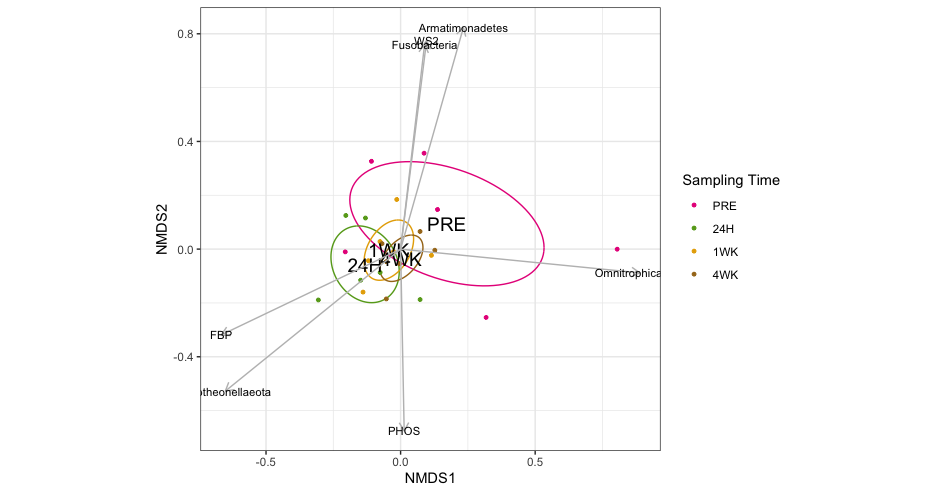 Armatimonadetes
WS2
Fusobacteria
0.8
0.4
0.0
-0.4
NMDS2
PRE
1WK
24H
4WK
Omnitrophica
FBP
otheonellaeota
PHOS
-0.5
0.0
0.5
NMDS1
Sampling Time
PRE
24H
1WK
4WK